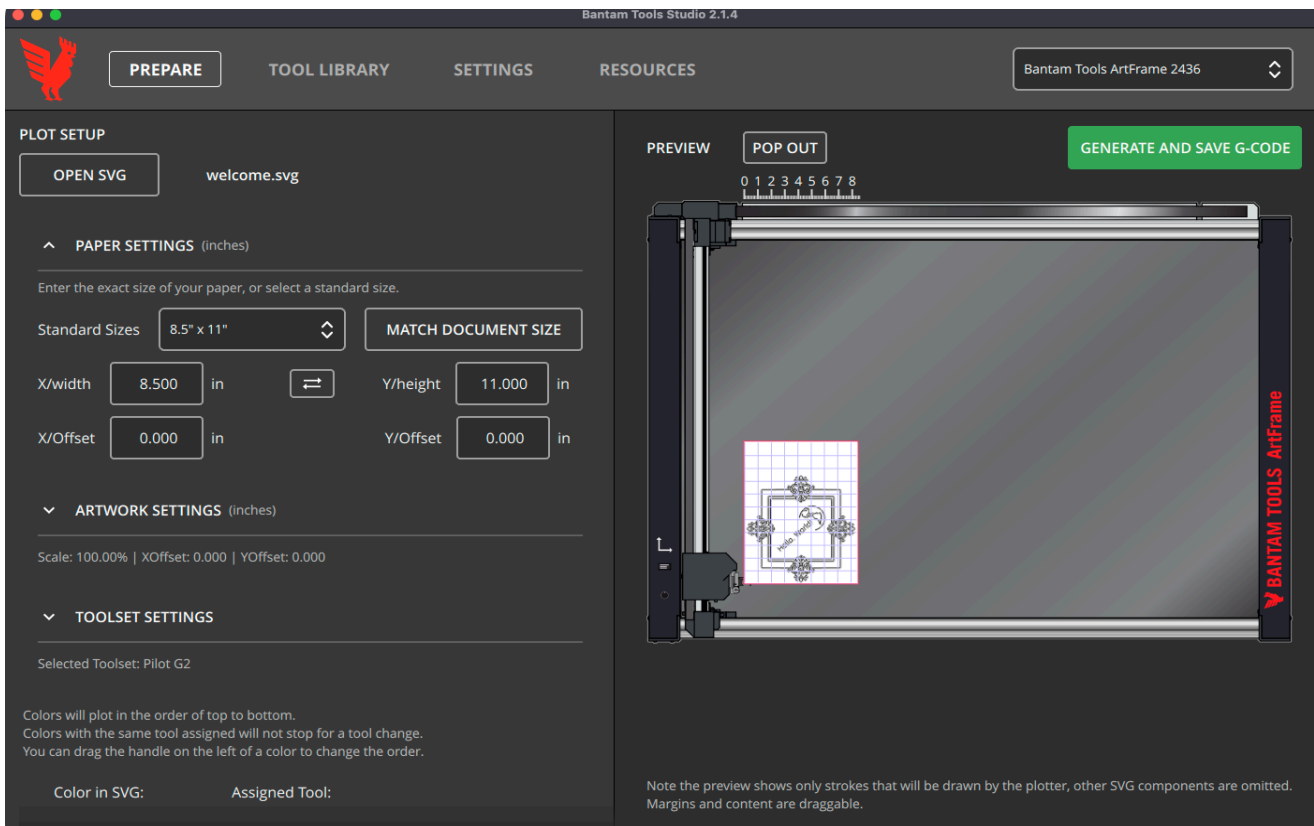 Bantam Tools Studio 2.1.4
PREPARE
TOOL LIBRARY
SETTINGS
RESOURCES
Bantam Tools ArtFrame 2436
PLOT SETUP
OPEN SVG
welcome.svg
PAPER SETTINGS (inches)
Enter the exact size of your paper, or select a standard size.
Standard Sizes
8.5" x 11"
MATCH DOCUMENT SIZE
X/width
8.500
in
Y/height
11.000
in
X/Offset
0.000
in
Y/Offset
0.000
in
ARTWORK SETTINGS (inches)
Scale: 100.00% | XOffset: 0.000 | YOffset: 0.000
TOOLSET SETTINGS
Selected Toolset: Pilot G2
Colors will plot in the order of top to bottom.
Colors with the same tool assigned will not stop for a tool change.
You can drag the handle on the left of a color to change the order.
Color in SVG:
Assigned Tool:
PREVIEW
POP OUT
GENERATE AND SAVE G-CODE
0 1 2 3 4 5 6 7 8
Hello, World!
BANTAM TOOLS ArtFrame
Note the preview shows only strokes that will be drawn by the plotter, other SVG components are omitted.
Margins and content are draggable.